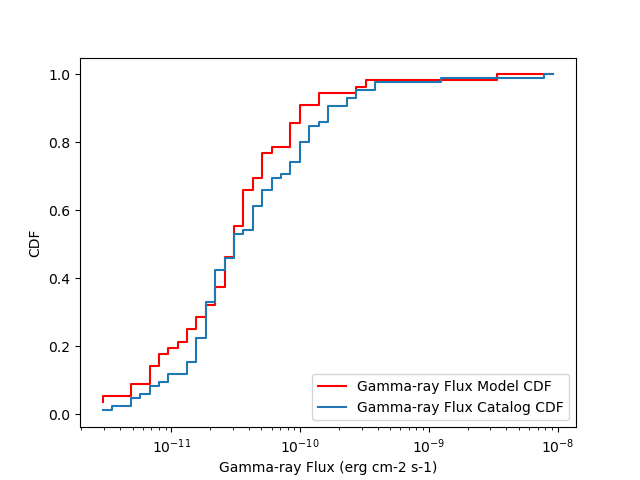 1.0
0.8
0.6
0.4
0.2
0.0
CDF
10⁻¹¹
10⁻¹⁰
10⁻⁹
10⁻⁸
Gamma-ray Flux (erg cm-2 s-1)
Gamma-ray Flux Model CDF
Gamma-ray Flux Catalog CDF